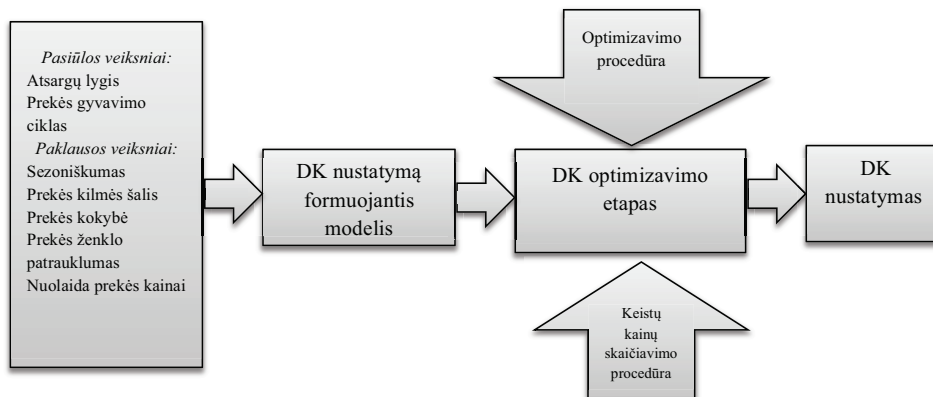 Pasiūlos veiksniai:
Atsargų lygis
Prekės gyvavimo
ciklas
Paklausos veiksniai:
Sezoniškumas
Prekės kilmės šalis
Prekės kokybė
Prekės ženklo
patrauklumas
Nuolaida prekės kainai
DK nustatymą
formuojantis
modelis
Optimizavimo
procedūra
DK optimizavimo
etapas
Keistų
kainų
skaičiavimo
procedūra
DK
nustatymas